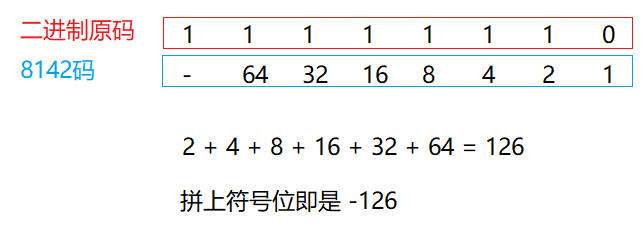 二进制原码 1 1 1 1 1 1 1 0
8142码 - 64 32 16 8 4 2 1
2 + 4 + 8 + 16 + 32 + 64 = 126
拼上符号位即是 -126